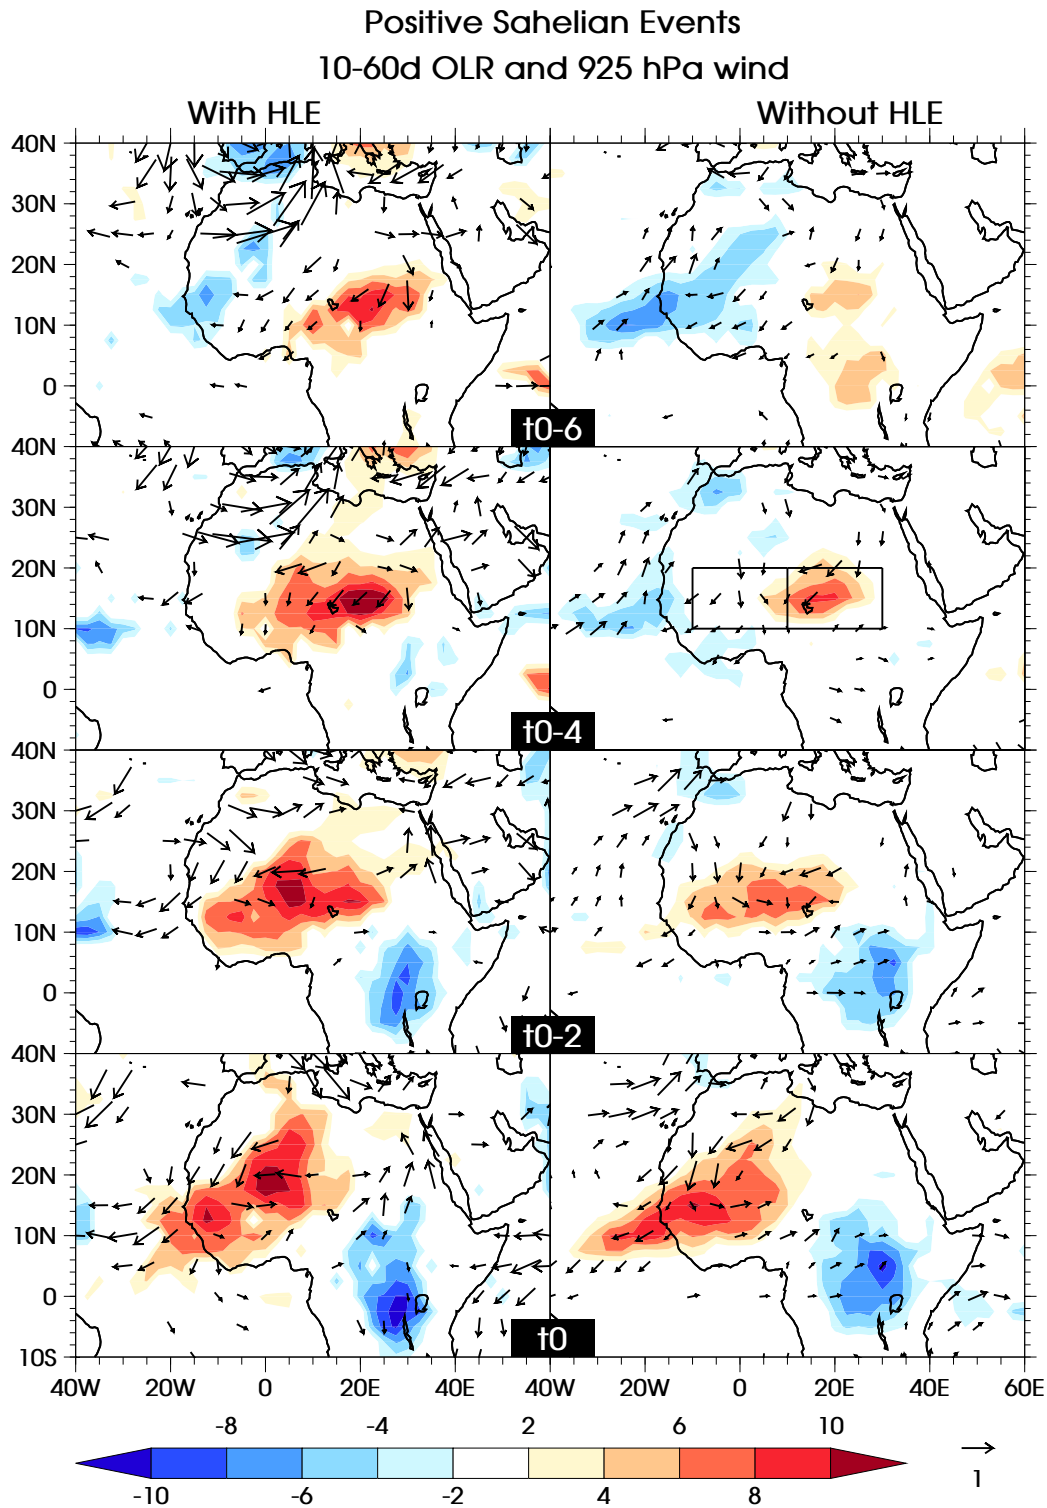 Positive Sahelian Events
10-60d OLR and 925 hPa wind
With HLE Without HLE
40N
30N
20N
10N
0
t0-6
40N
30N
20N
10N
0
t0-4
40N
30N
20N
10N
0
t0-2
40N
30N
20N
10N
0
t0
10S
40W 20W 0 20E 40E 20W 0 20E 40E 60E
-8 -4 2 6 10
-10 -6 -2 4 8
1